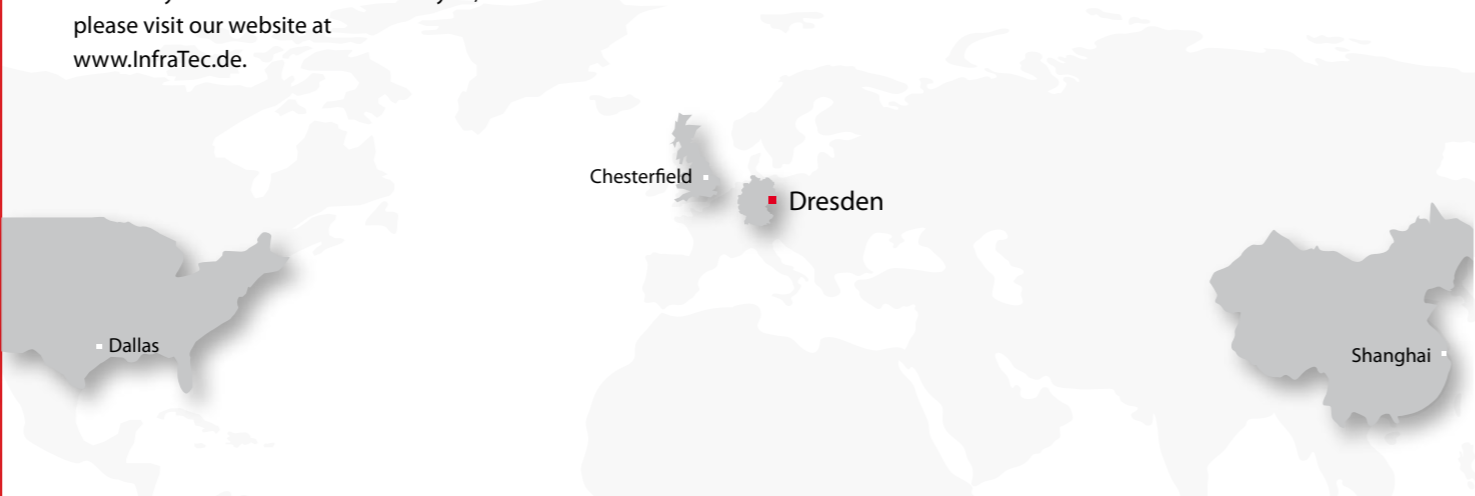 please visit our website at
www.InfraTec.de.
Chesterfield
Dresden
Dallas
Shanghai